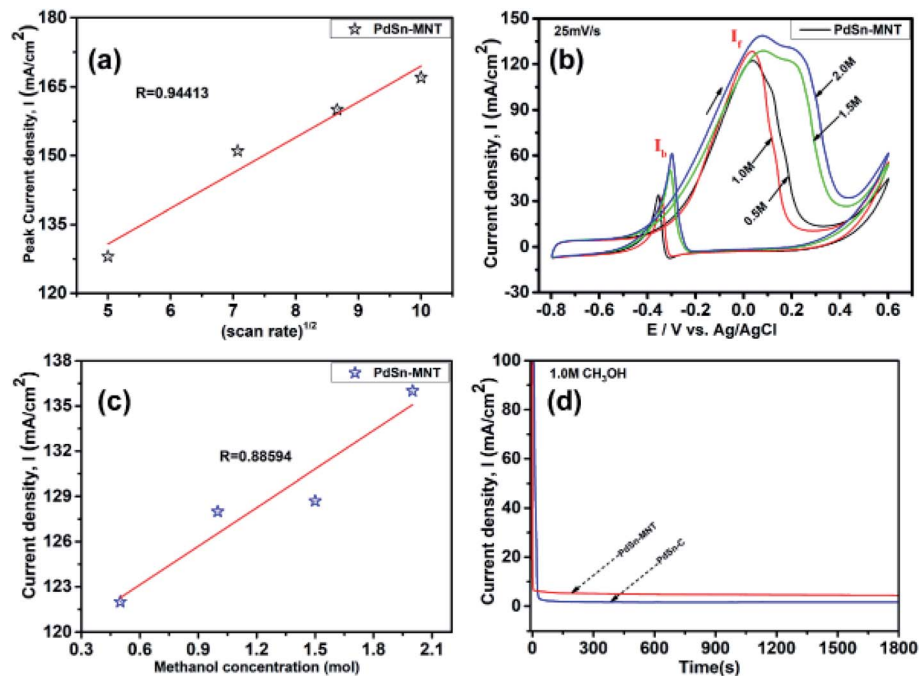 (a)
PdSn-MNT
R=0.94413
Peak Current density, I (mA/cm²)
180
165
150
135
120
5 6 7 8 9 10
(scan rate)^1/2
(b)
25mV/s
PdSn-MNT
I_f
I_b
2.0M
1.5M
1.0M
0.5M
Current density, I (mA/cm²)
150
120
90
60
30
0
-30
-0.8 -0.6 -0.4 -0.2 0.0 0.2 0.4 0.6 0.8
E / V vs. Ag/AgCl
(c)
PdSn-MNT
R=0.88594
Current density, I (mA/cm²)
138
135
132
129
126
123
120
0.3 0.6 0.9 1.2 1.5 1.8 2.1
Methanol concentration (mol)
1.0M CH₃OH
(d)
PdSn-MNT
PdSn-C
Current density, I (mA/cm²)
100
80
60
40
20
0
0 300 600 900 1200 1500 1800
Time(s)